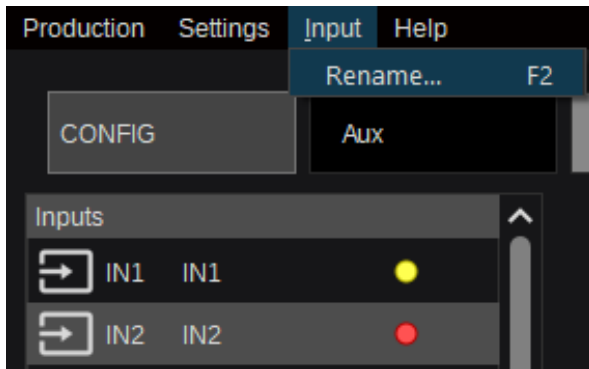 Production Settings Input Help
Rename... F2
CONFIG Aux
Inputs
IN1 IN1
IN2 IN2